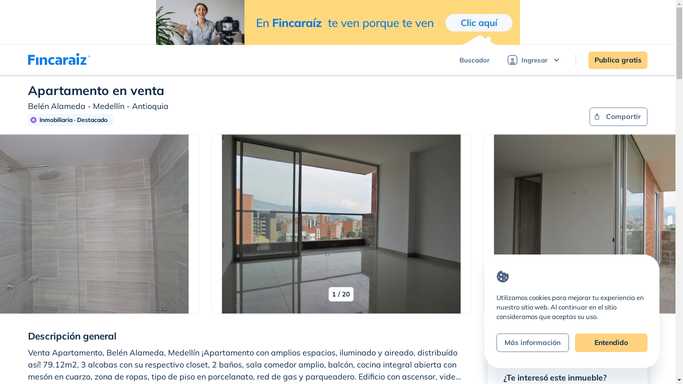 En Fincaraíz te ven porque te ven
Clic aquí
Fincaraíz
Buscador
Ingresar
Publica gratis
Apartamento en venta
Belén Alameda - Medellín - Antioquia
Inmobiliaria · Destacado
Compartir
1 / 20
Utilizamos cookies para mejorar tu experiencia en
nuestro sitio web. Al continuar en el sitio
consideramos que aceptas su uso.
Más información
Entendido
Descripción general
Venta Apartamento, Belén Alameda, Medellín ¡Apartamento con amplios espacios, iluminado y aireado, distribuido
así! 79.12m2, 3 alcobas con su respectivo closet, 2 baños, sala comedor amplio, balcón, cocina integral abierta con
mesón en cuarzo, zona de ropas, tipo de piso en porcelanato, red de gas y parqueadero. Edificio con ascensor, vide...
¿Te interesó este inmueble?